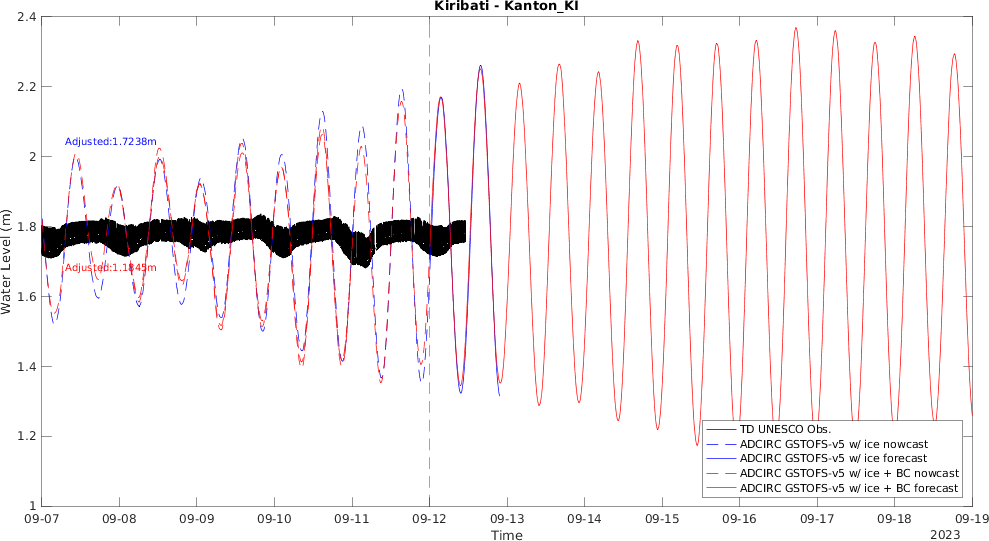 Kiribati - Kanton_KI
2.4
2.2
2
1.8
1.6
1.4
1.2
1
Water Level (m)
Adjusted:1.7238m
Adjusted:1.1845m
TD UNESCO Obs.
ADCIRC GSTOFS-v5 w/ ice nowcast
ADCIRC GSTOFS-v5 w/ ice forecast
ADCIRC GSTOFS-v5 w/ ice + BC nowcast
ADCIRC GSTOFS-v5 w/ ice + BC forecast
09-07 09-08 09-09 09-10 09-11 09-12 09-13 09-14 09-15 09-16 09-17 09-18 09-19
Time
2023